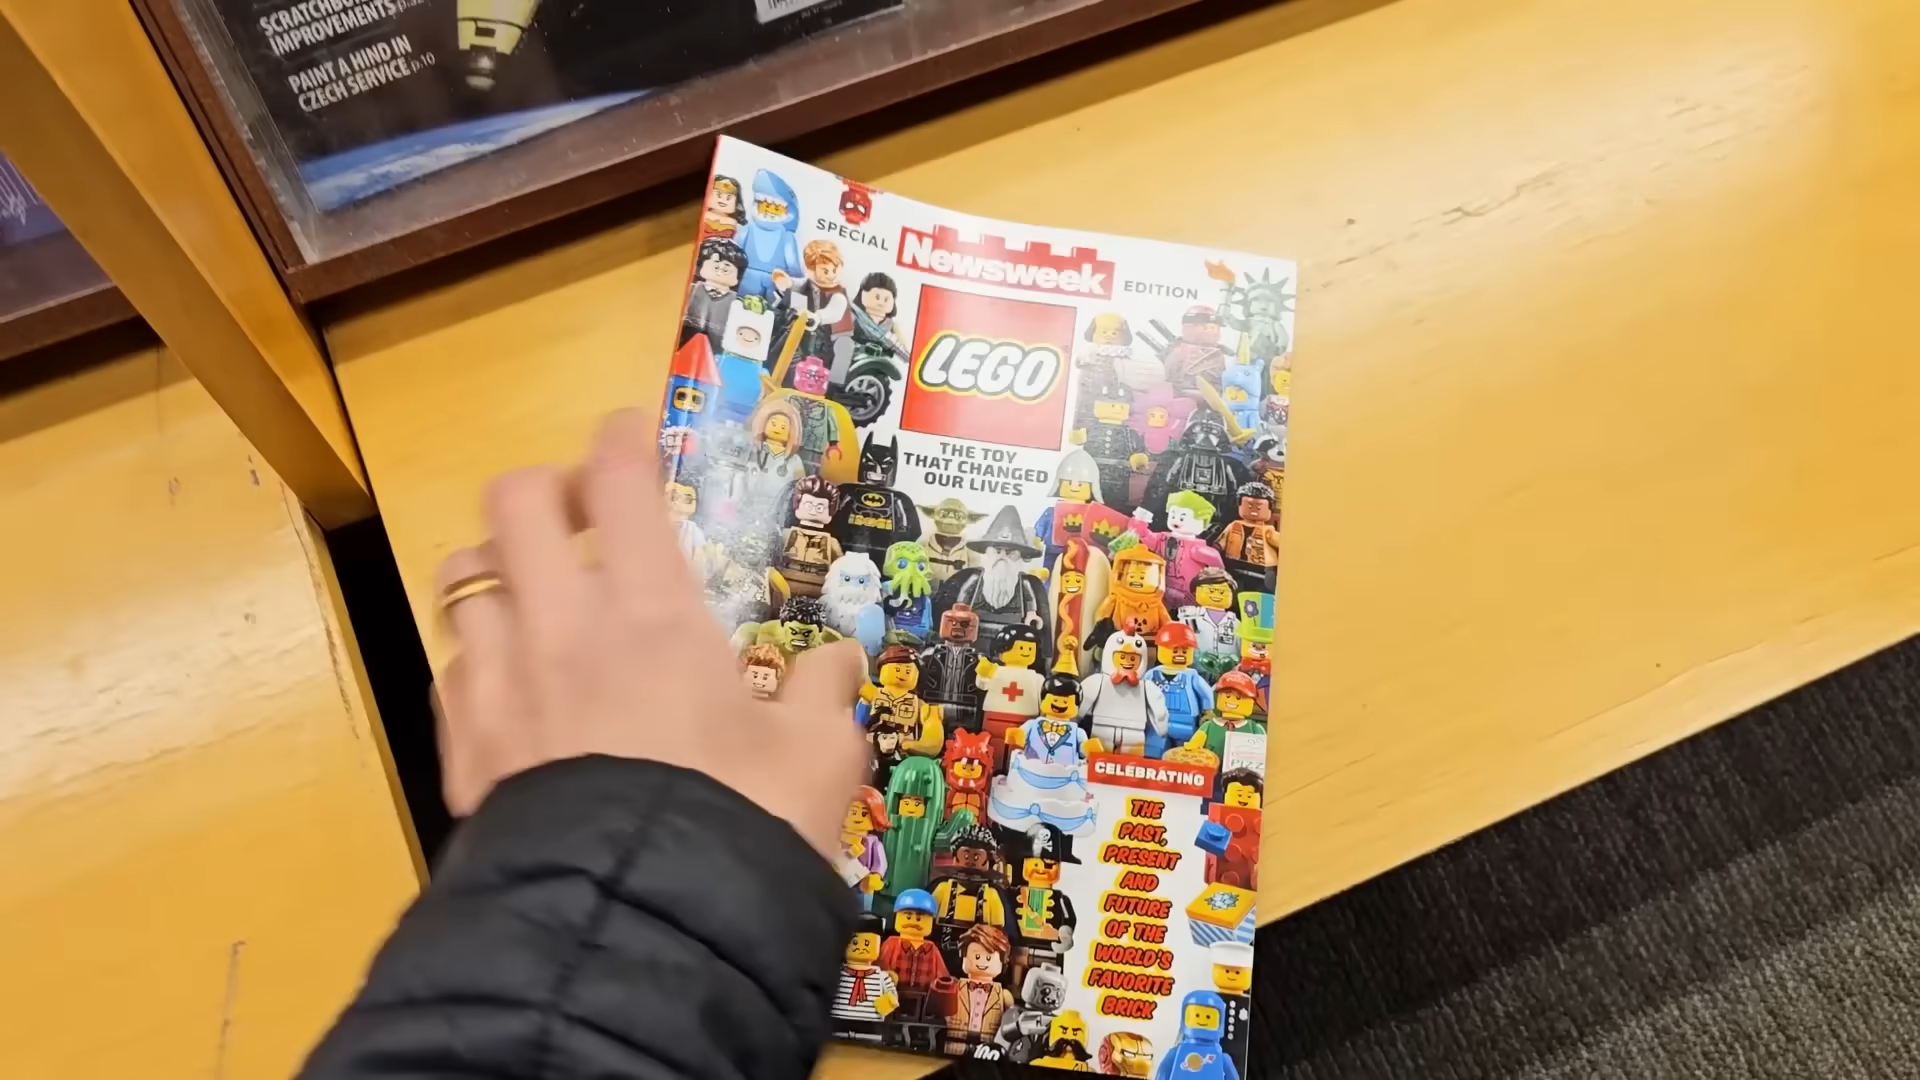 IMPROVEMENTS p.32
PAINT A HIND IN
CZECH SERVICE p.10
SPECIAL
Newsweek
EDITION
LEGO
THE TOY
THAT CHANGED
OUR LIVES
CELEBRATING
THE
PAST,
PRESENT
AND
FUTURE
OF THE
WORLD'S
FAVORITE
BRICK